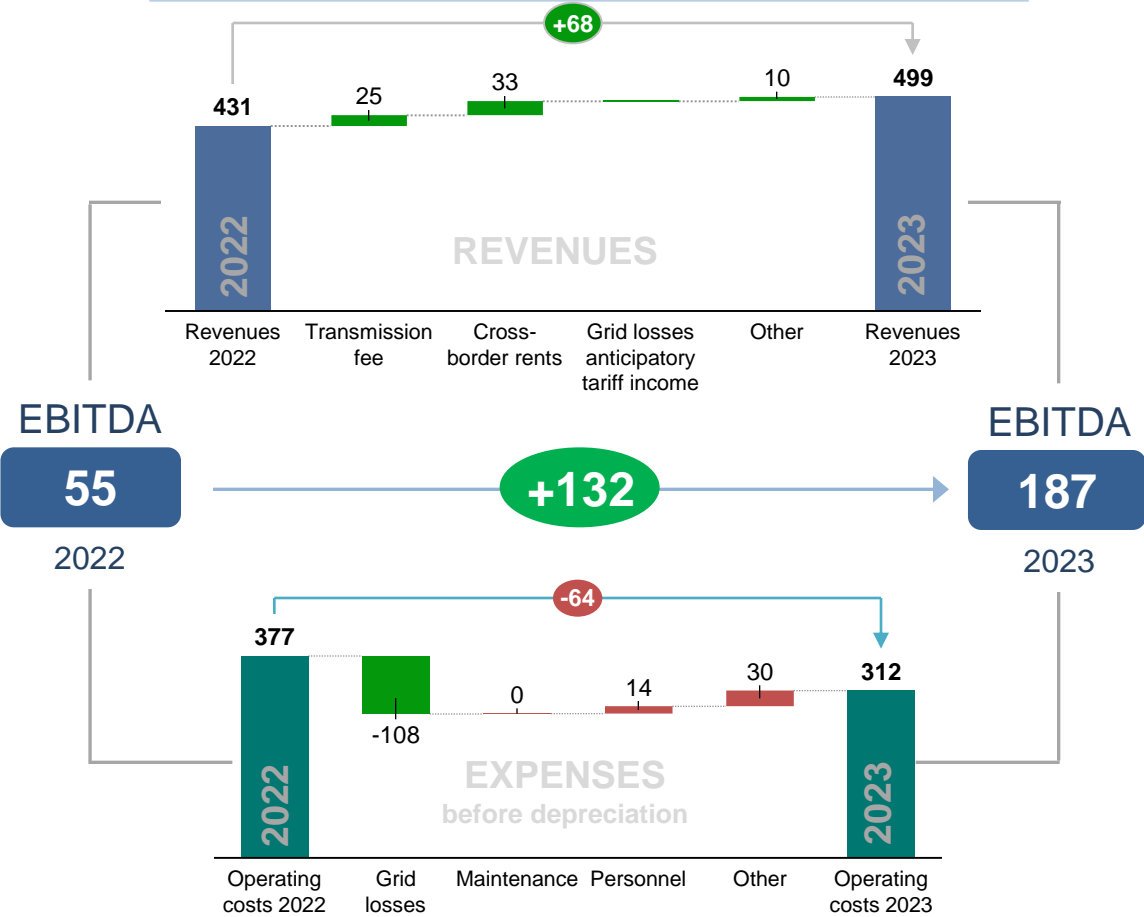 +68
431
25
33
10
499
2022
2023
REVENUES
Revenues
2022
Transmission
fee
Cross-
border rents
Grid losses
anticipatory
tariff income
Other
Revenues
2023
EBITDA
55
2022
+132
EBITDA
187
2023
-64
377
-108
0
14
30
312
2022
2023
EXPENSES
before depreciation
Operating
costs 2022
Grid
losses
Maintenance
Personnel
Other
Operating
costs 2023